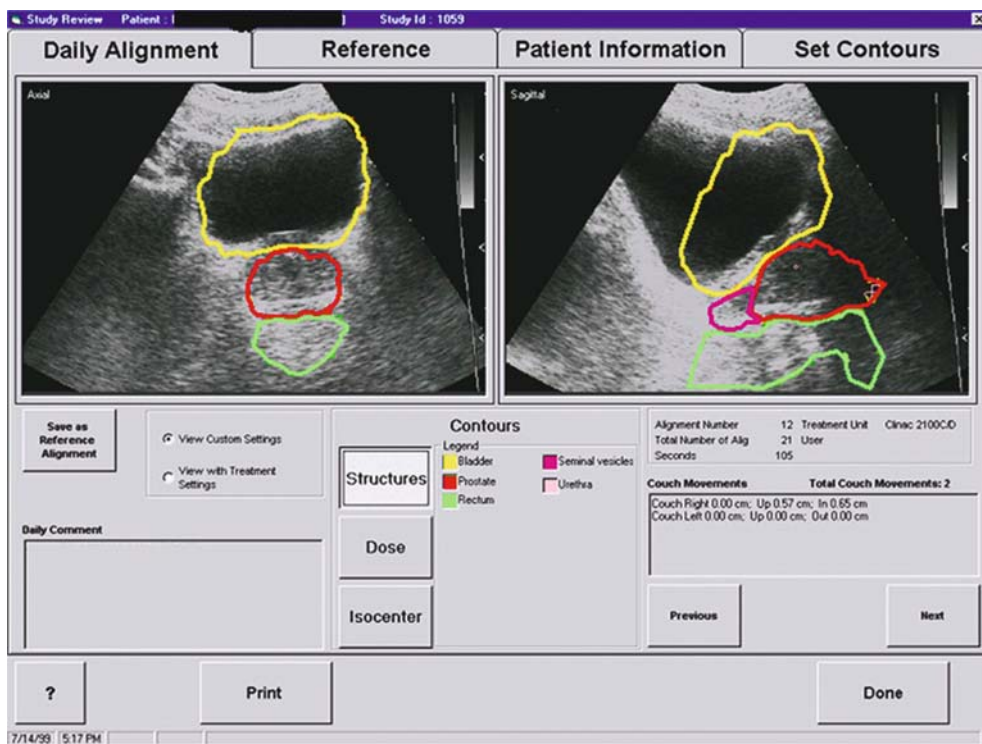 Study Review Patient : I ] Study Id : 1059
Daily Alignment Reference Patient Information Set Contours
Axial
Sagittal
Save as
Reference
Alignment
View Custom Settings
View with Treatment
Settings
Daily Comment
Contours
Legend
Bladder
Seminal vesicles
Prostate
Urethra
Rectum
Structures
Dose
Isocenter
Alignment Number 12 Treatment Unit Clinac 2100C/D
Total Number of Alig 21 User
Seconds 105
Couch Movements Total Couch Movements: 2
Couch Right 0.00 cm; Up 0.57 cm; In 0.65 cm
Couch Left 0.00 cm; Up 0.00 cm; Out 0.00 cm
Previous
Next
?
Print
Done
7/14/99 5:17 PM